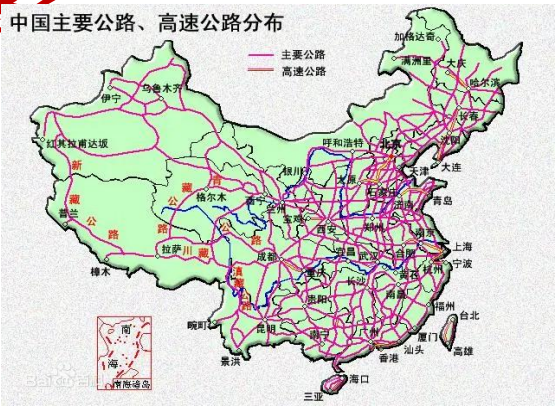 中国主要公路、高速公路分布
主要公路
高速公路
加格达奇
满洲里
大庆
哈尔滨
长春
沈阳
伊宁
乌鲁木齐
红其拉甫达坂
呼和浩特
北京
天津
大连
银川
太原
石家庄
济南
青岛
新藏公路
青藏公路
格尔木
西宁
兰州
宝鸡
西安
郑州
普兰
拉萨
川藏公路
樟木
成都
重庆
宜昌
武汉
合肥
南京
上海
杭州
宁波
黄石
长沙
南昌
滇藏公路
贵阳
福州
台北
畹町
昆明
景洪
南宁
广州
厦门
汕头
香港
高雄
海口
三亚
南海
南海诸岛